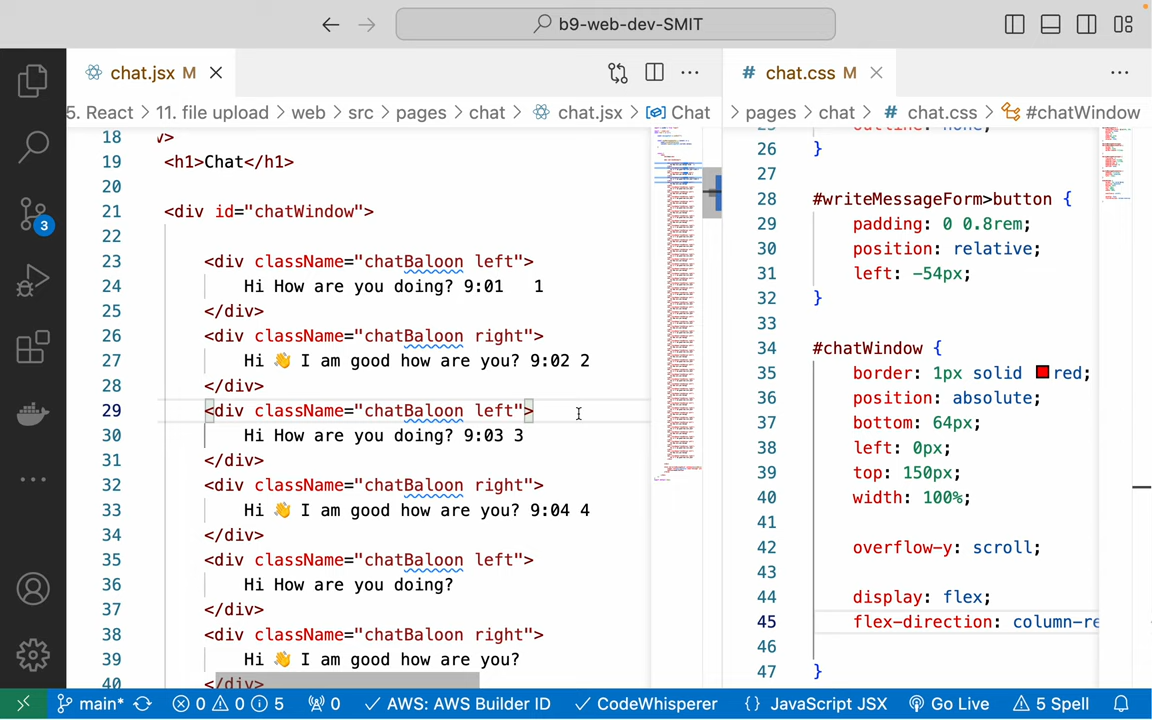 b9-web-dev-SMIT
chat.jsx M
# chat.css M
5. React > 11. file upload > web > src > pages > chat > chat.jsx > Chat
> pages > chat > # chat.css > #chatWindow
18
19 <h1>Chat</h1>
20
21 <div id="chatWindow">
22
23 <div className="chatBaloon left">
24 Hi How are you doing? 9:01 1
25 </div>
26 <div className="chatBaloon right">
27 Hi 👋 I am good how are you? 9:02 2
28 </div>
29 <div className="chatBaloon left">
30 Hi How are you doing? 9:03 3
31 </div>
32 <div className="chatBaloon right">
33 Hi 👋 I am good how are you? 9:04 4
34 </div>
35 <div className="chatBaloon left">
36 Hi How are you doing?
37 </div>
38 <div className="chatBaloon right">
39 Hi 👋 I am good how are you?
40 </div>
outline: none;
26 }
27
28 #writeMessageForm>button {
29 padding: 0 0.8rem;
30 position: relative;
31 left: -54px;
32 }
33
34 #chatWindow {
35 border: 1px solid red;
36 position: absolute;
37 bottom: 64px;
38 left: 0px;
39 top: 150px;
40 width: 100%;
41
42 overflow-y: scroll;
43
44 display: flex;
45 flex-direction: column-re
46
47 }
3
main* 0 0 5 0 AWS: AWS Builder ID CodeWhisperer {} JavaScript JSX Go Live 5 Spell